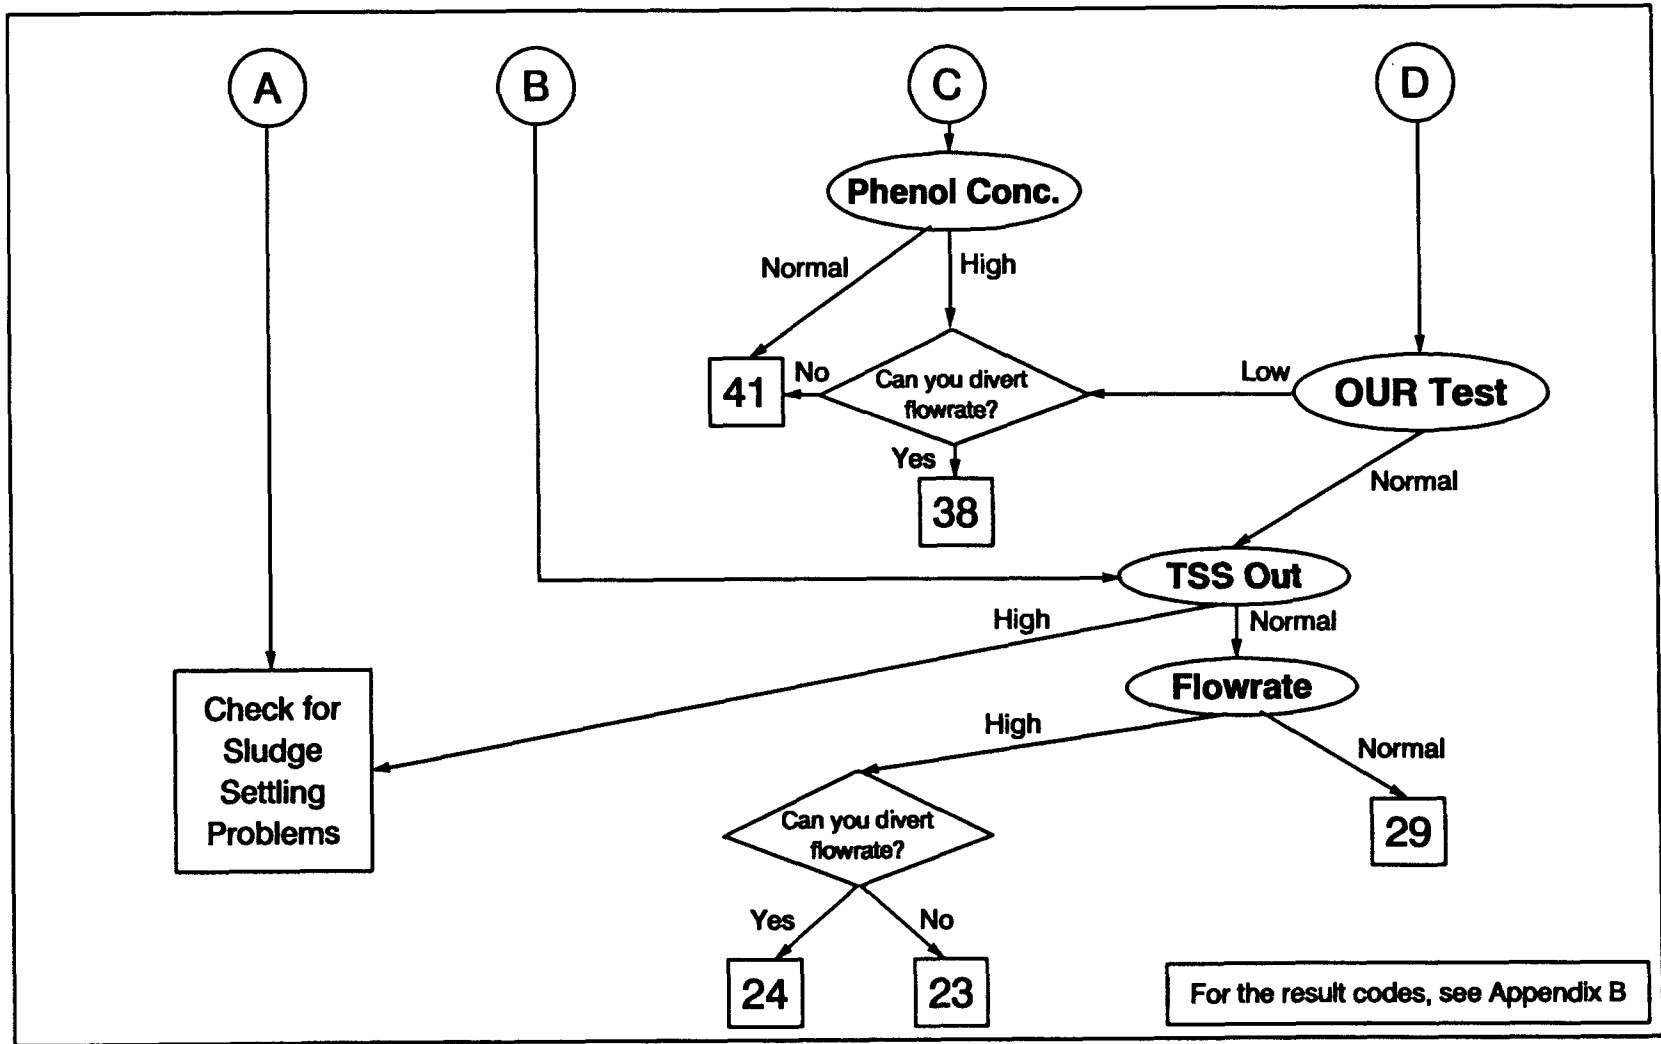 A
B
C
D
Phenol Conc.
Normal
High
41
No
Can you divert
flowrate?
Low
OUR Test
Yes
38
Normal
TSS Out
High
Normal
Flowrate
Check for
Sludge
Settling
Problems
High
Normal
Can you divert
flowrate?
29
Yes
No
24
23
For the result codes, see Appendix B